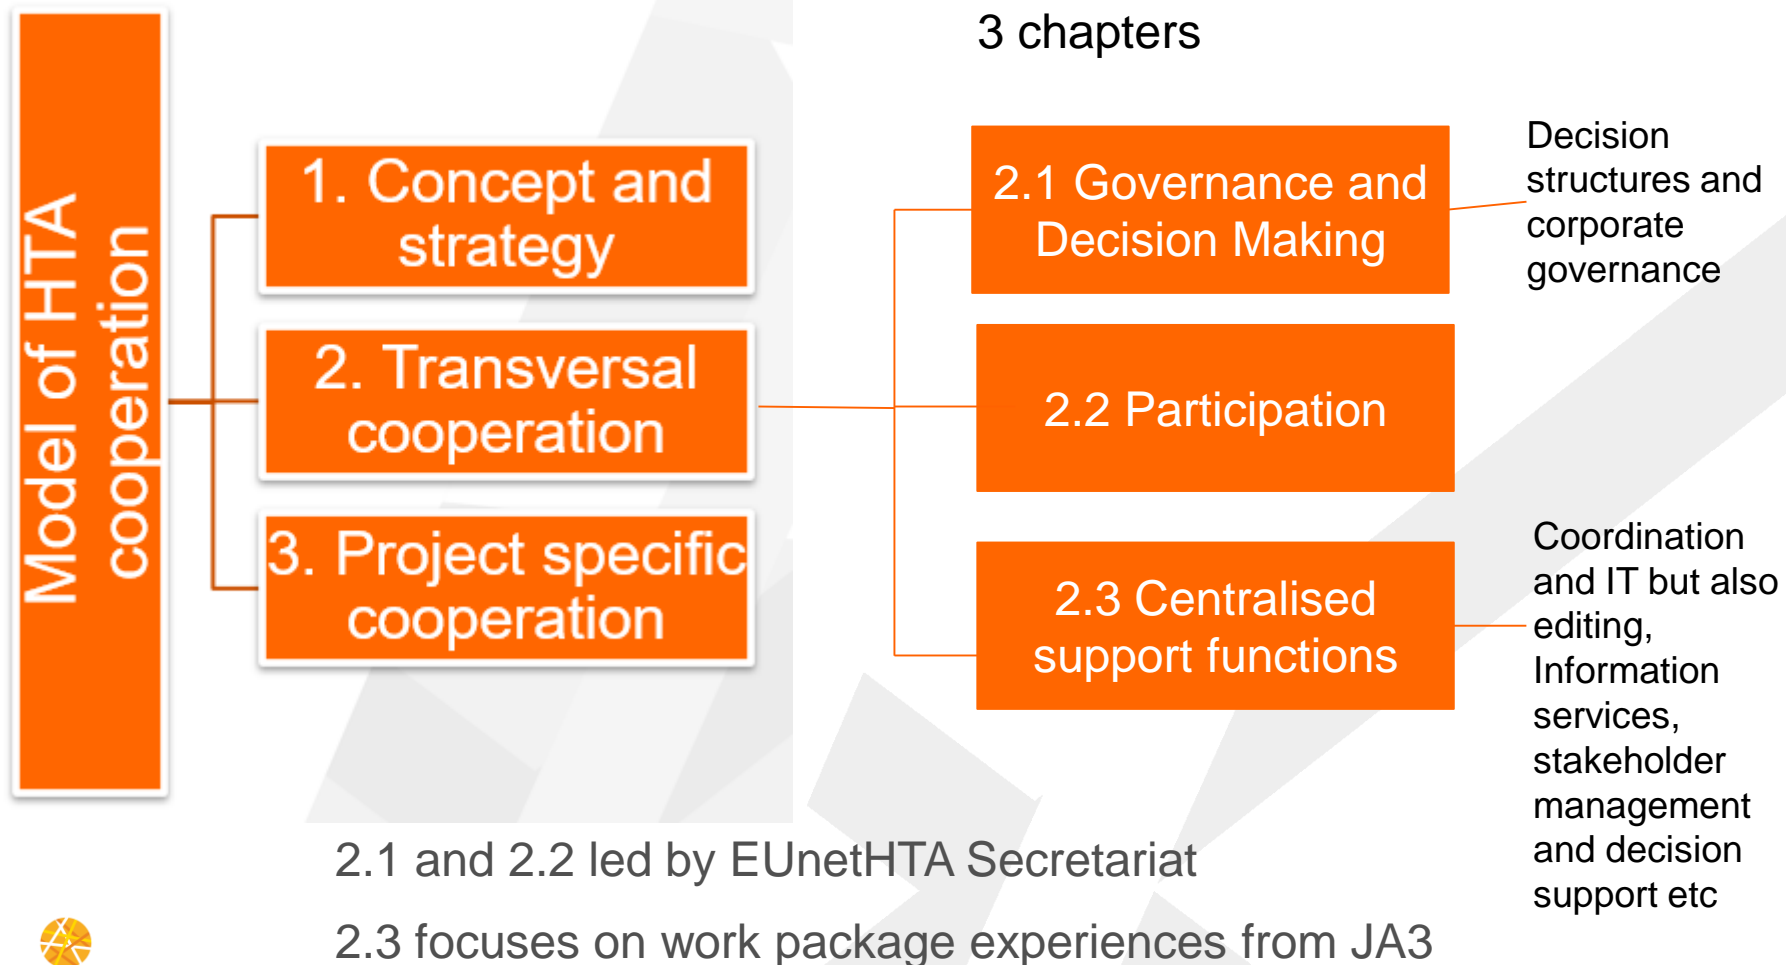 3 chapters
Model of HTA
cooperation
1. Concept and
strategy
2. Transversal
cooperation
3. Project specific
cooperation
2.1 Governance and
Decision Making
2.2 Participation
2.3 Centralised
support functions
Decision
structures and
corporate
governance
Coordination
and IT but also
editing,
Information
services,
stakeholder
management
and decision
support etc
2.1 and 2.2 led by EUnetHTA Secretariat
2.3 focuses on work package experiences from JA3